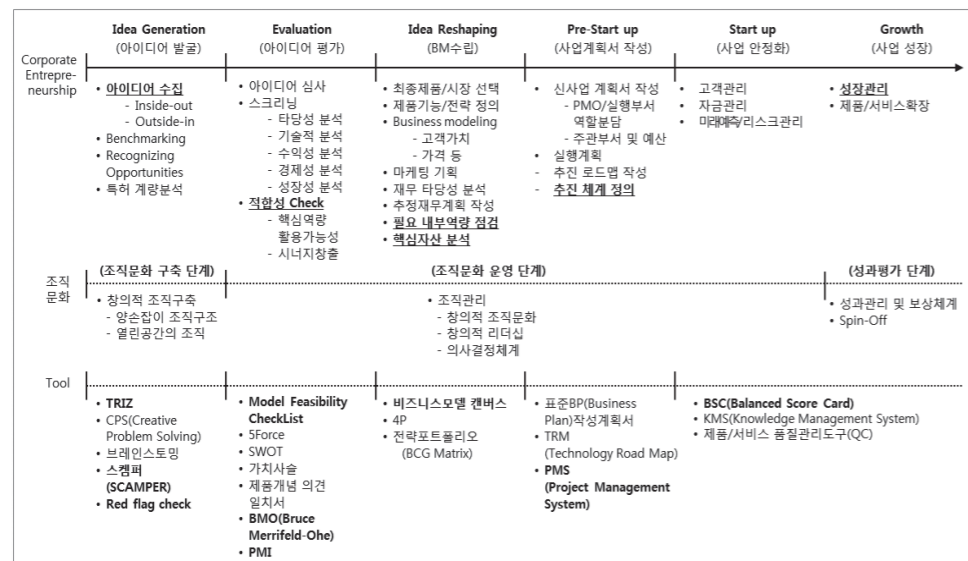 Idea Generation
(아이디어 발굴)
Evaluation
(아이디어 평가)
Idea Reshaping
(BM수립)
Pre-Start up
(사업계획서 작성)
Start up
(사업 안정화)
Growth
(사업 성장)
Corporate
Entrepre-
neurship
• 아이디어 수집
- Inside-out
- Outside-in
• Benchmarking
• Recognizing
Opportunities
• 특허 계량분석
• 아이디어 심사
• 스크리닝
- 타당성 분석
- 기술적 분석
- 수익성 분석
- 경제성 분석
- 성장성 분석
• 적합성 Check
- 핵심역량
활용가능성
- 시너지창출
• 최종제품/시장 선택
• 제품기능/전략 정의
• Business modeling
- 고객가치
- 가격 등
• 마케팅 기획
• 재무 타당성 분석
• 추정재무계획 작성
• 필요 내부역량 점검
• 핵심자산 분석
• 신사업 계획서 작성
- PMO/실행부서
역할분담
- 주관부서 및 예산
• 실행계획
- 추진 로드맵 작성
- 추진 체계 정의
• 고객관리
• 자금관리
• 미래예측/리스크관리
• 성장관리
• 제품/서비스확장
조직
문화
(조직문화 구축 단계)
• 창의적 조직구축
- 양손잡이 조직구조
- 열린공간의 조직
(조직문화 운영 단계)
• 조직관리
- 창의적 조직문화
- 창의적 리더십
- 의사결정체계
(성과평가 단계)
• 성과관리 및 보상체계
• Spin-Off
Tool
• TRIZ
• CPS(Creative
Problem Solving)
• 브레인스토밍
• 스켐퍼
(SCAMPER)
• Red flag check
• Model Feasibility
CheckList
• 5Force
• SWOT
• 가치사슬
• 제품개념 의견
일치서
• BMO(Bruce
Merrifeld-Ohe)
• PMI
• 비즈니스모델 캔버스
• 4P
• 전략포트폴리오
(BCG Matrix)
• 표준BP(Business
Plan)작성계획서
• TRM
(Technology Road Map)
• PMS
(Project Management
System)
• BSC(Balanced Score Card)
• KMS(Knowledge Management System)
• 제품/서비스 품질관리도구(QC)